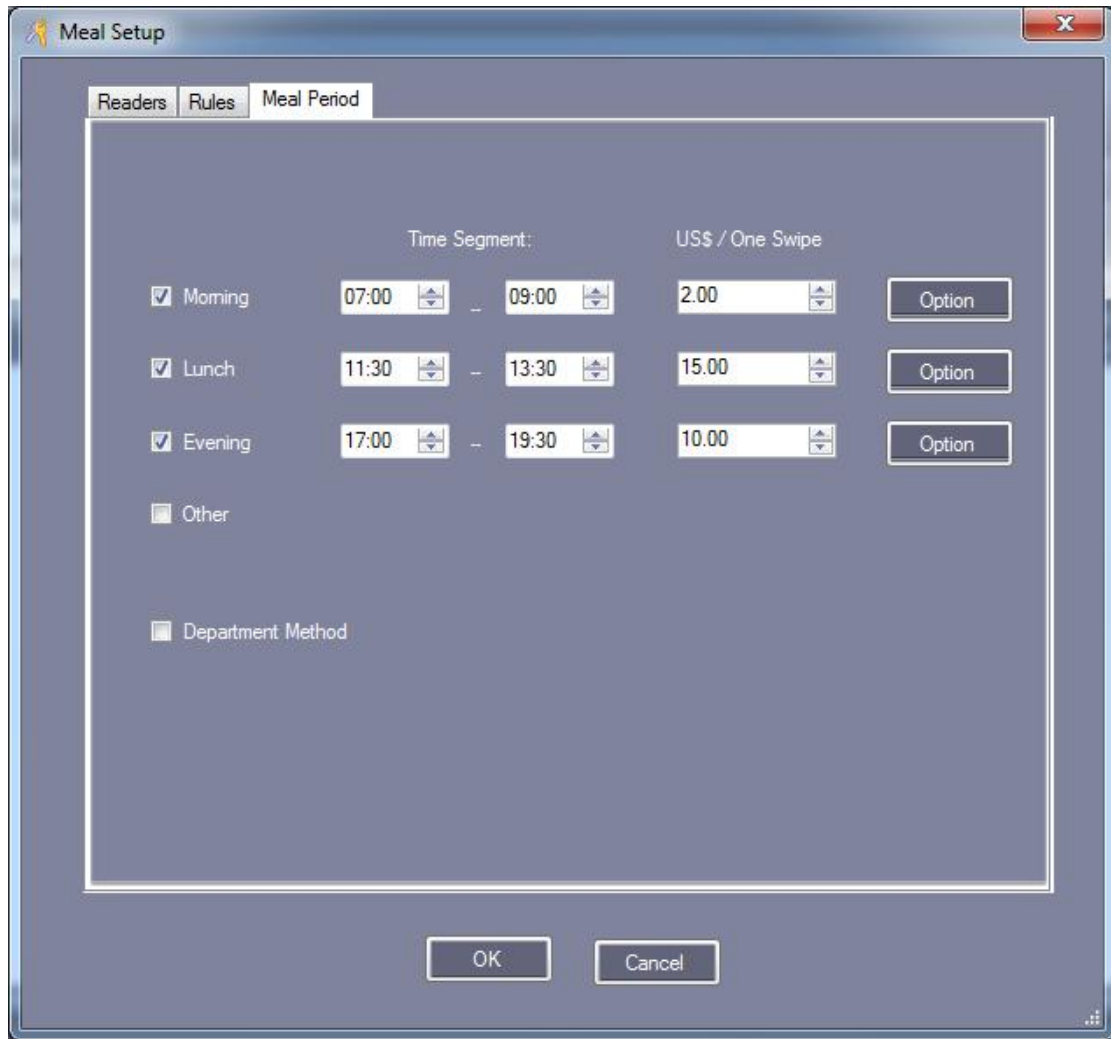 Meal Setup
Readers Rules Meal Period
Time Segment: US$ / One Swipe
Morning 07:00 -- 09:00 2.00 Option
Lunch 11:30 -- 13:30 15.00 Option
Evening 17:00 -- 19:30 10.00 Option
Other
Department Method
OK Cancel